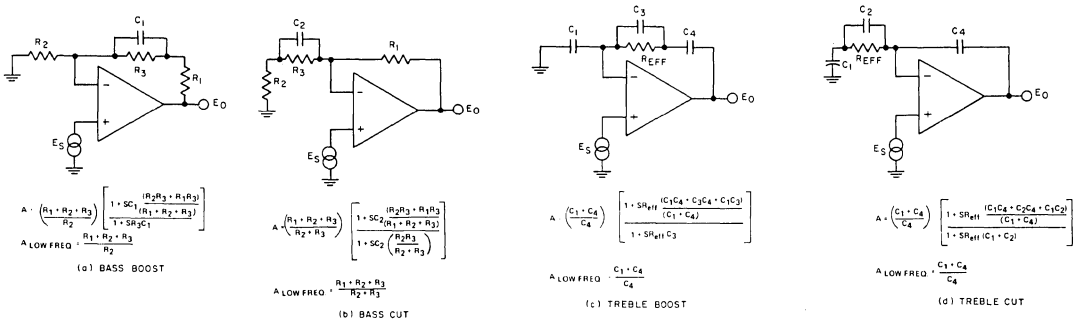 R2
C1
R3
R1
−
+
EO
ES
A · (R1 + R2 + R3 / R2) [1 + SC1 (R2R3 + R1R3) / (R1 + R2 + R3) / 1 + SR3C1]
A LOW FREQ. = R1 + R2 + R3 / R2
(a) BASS BOOST
C2
R3
R2
R1
−
+
EO
ES
A = (R1 + R2 + R3 / R2 + R3) [1 + SC2 (R2R3 + R1R3) / (R1 + R2 + R3) / 1 + SC2 (R2R3 / R2 + R3)]
A LOW FREQ. = R1 + R2 + R3 / R2 + R3
(b) BASS CUT
C3
C1
C4
REFF
−
+
EO
ES
A · (C1 + C4 / C4) [1 + SReff (C1C4 + C3C4 + C1C3) / (C1 + C4) / 1 + SReff C3]
A LOW FREQ. · C1 + C4 / C4
(c) TREBLE BOOST
C2
C4
REFF
C1
−
+
EO
ES
A = (C1 + C4 / C4) [1 + SReff (C1C4 + C2C4 + C1C2) / (C1 + C4) / 1 + SReff (C1 + C2)]
A LOW FREQ. = C1 + C4 / C4
(d) TREBLE CUT